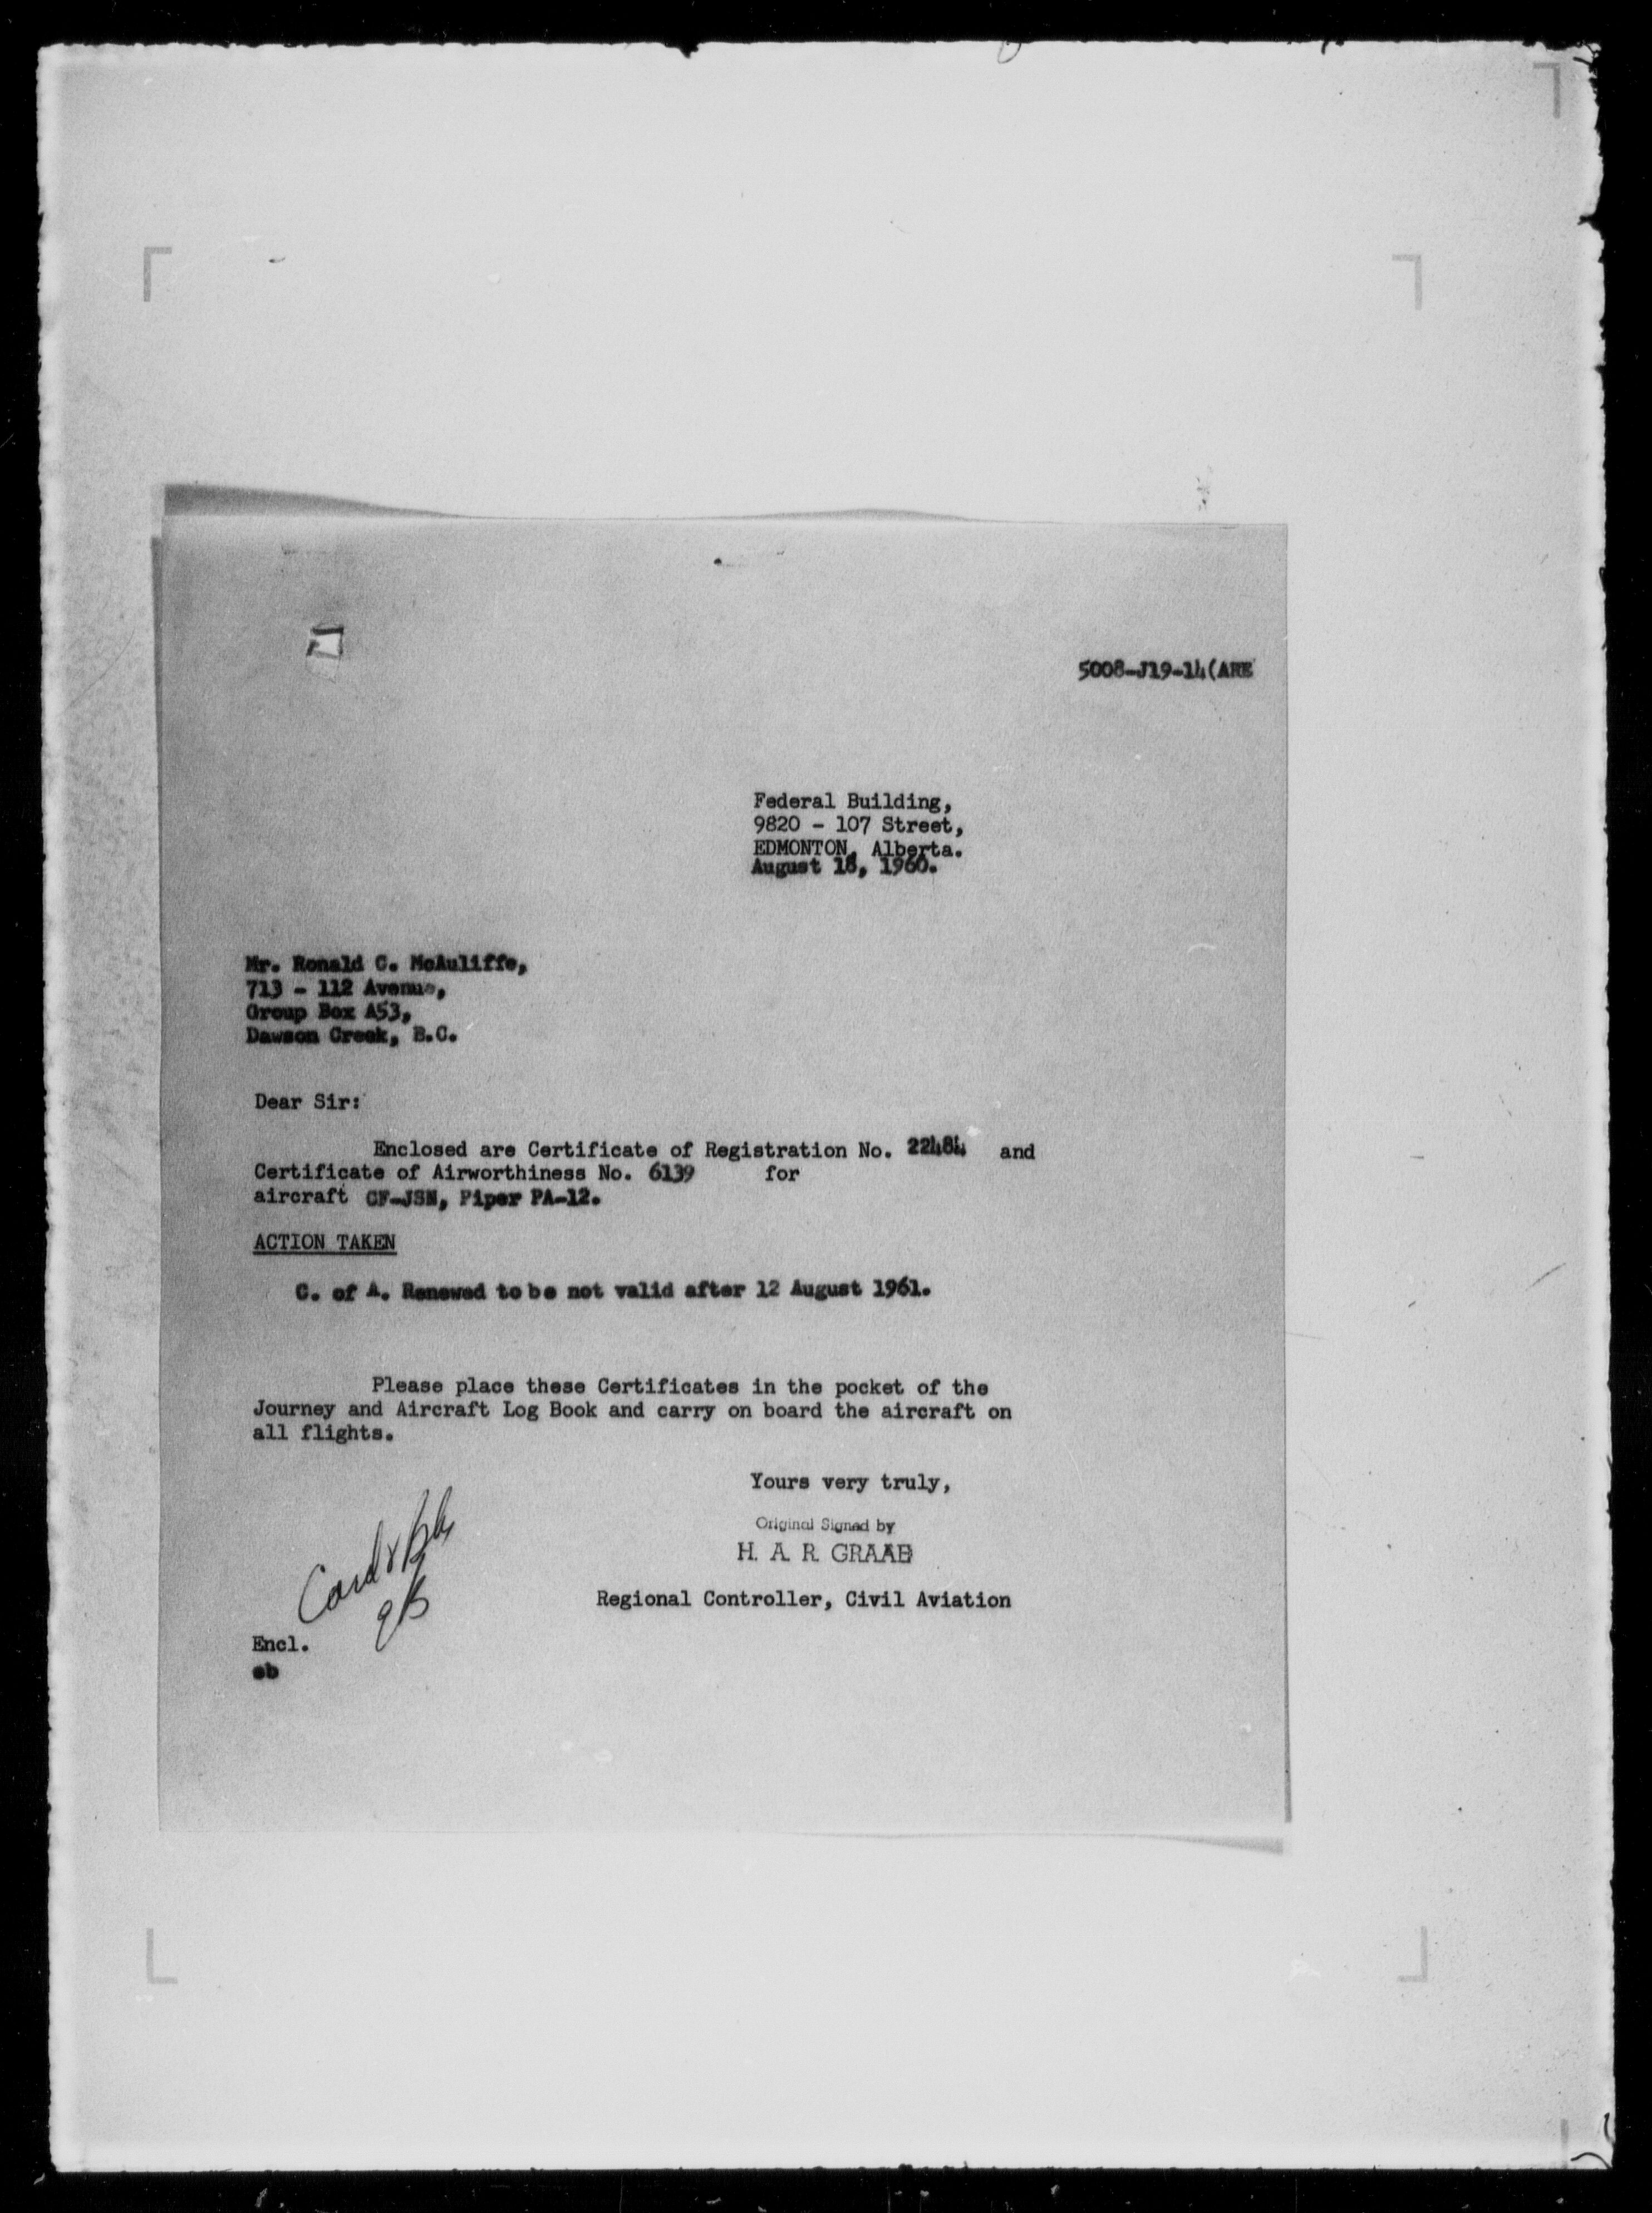 5008-J19-14(ARE
Federal Building,
9820 - 107 Street,
EDMONTON, Alberta.
August 18, 1960.
Mr. Ronald C. McAuliffe,
713 - 112 Avenue,
Group Box A53,
Dawson Creek, B.C.
Dear Sir:
Enclosed are Certificate of Registration No. 22484 and
Certificate of Airworthiness No. 6139 for
aircraft CF-JSN, Piper PA-12.
ACTION TAKEN
C. of A. Renewed to be not valid after 12 August 1961.
Please place these Certificates in the pocket of the
Journey and Aircraft Log Book and carry on board the aircraft on
all flights.
Yours very truly,
Original Signed by
H. A. R. GRAAB
Regional Controller, Civil Aviation
Encl.
eb